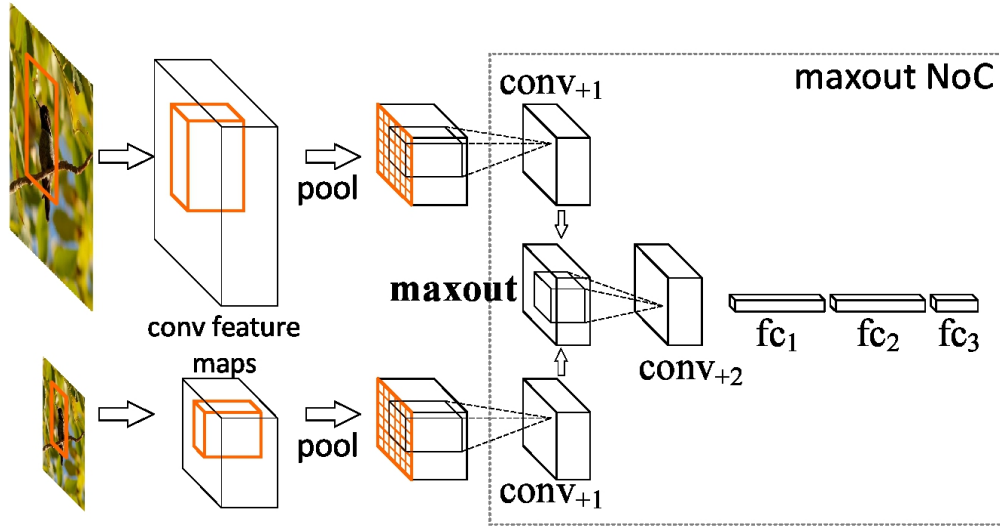 maxout NoC
conv+1
pool
maxout
conv feature
maps
fc1
fc2
fc3
conv+2
pool
conv+1